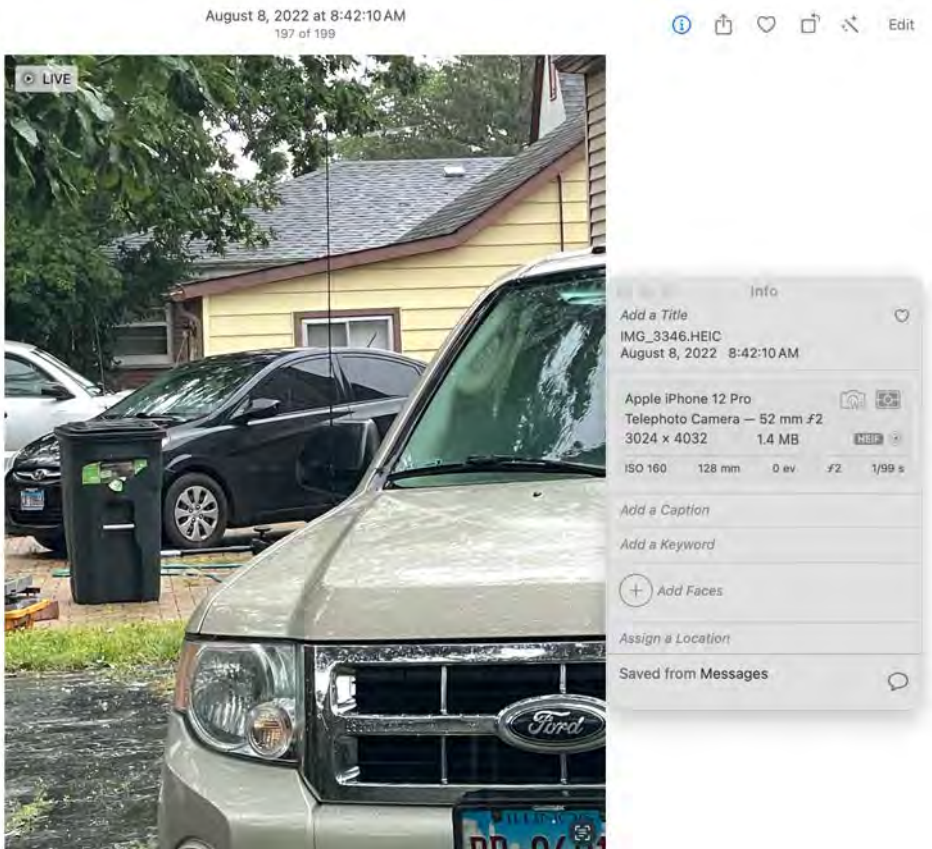 August 8, 2022 at 8:42:10 AM
197 of 199
Edit
LIVE
Info
Add a Title
IMG_3346.HEIC
August 8, 2022 8:42:10 AM
Apple iPhone 12 Pro
Telephoto Camera — 52 mm ƒ2
3024 × 4032 1.4 MB HEIF
ISO 160 128 mm 0 ev ƒ2 1/99 s
Add a Caption
Add a Keyword
Add Faces
Assign a Location
Saved from Messages
Ford
ILLINOIS